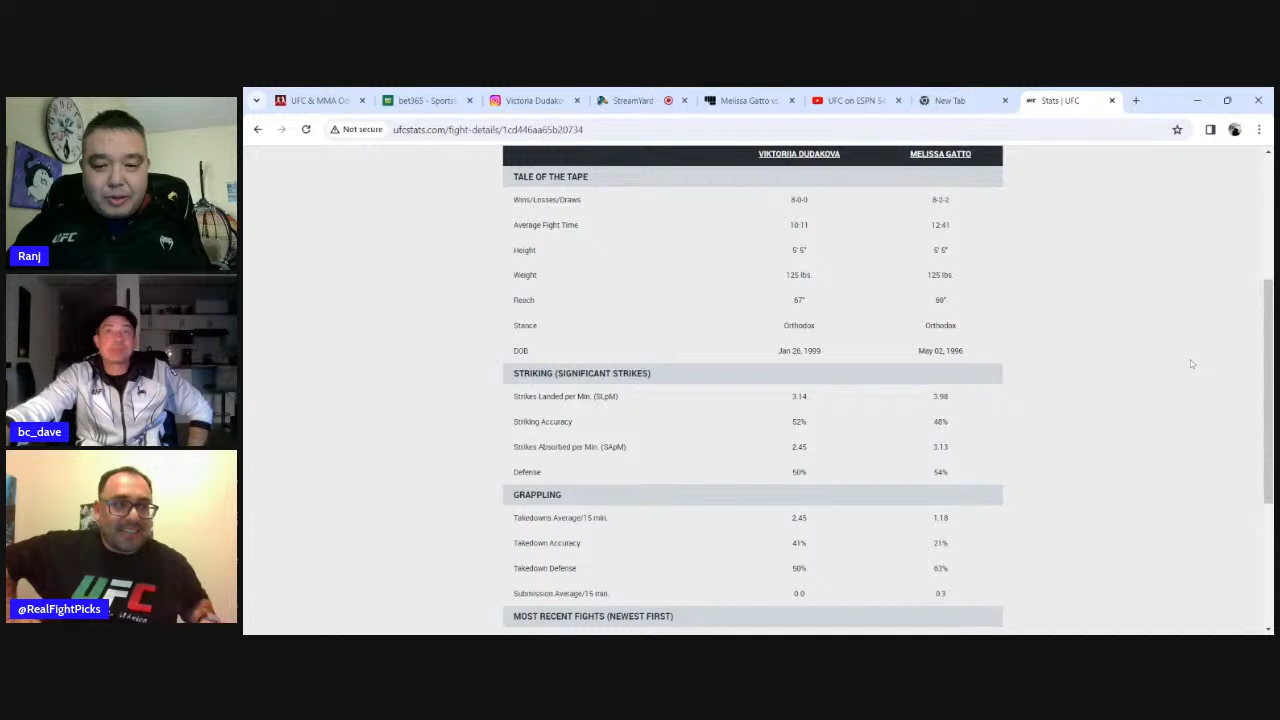 UFC & MMA Od
bet365 - Sportsb
Victoria Dudako
StreamYard
Melissa Gatto vs
UFC on ESPN 54
New Tab
Stats | UFC
Not secure
ufcstats.com/fight-details/1cd446aa65b20734
VIKTORIIA DUDAKOVA MELISSA GATTO
TALE OF THE TAPE
Wins/Losses/Draws 8-0-0 8-2-2
Average Fight Time 10:11 12:41
Height 5' 5" 5' 5"
Weight 125 lbs. 125 lbs.
Reach 67" 69"
Stance Orthodox Orthodox
DOB Jan 26, 1999 May 02, 1996
STRIKING (SIGNIFICANT STRIKES)
Strikes Landed per Min. (SLpM) 3.14 3.98
Striking Accuracy 52% 48%
Strikes Absorbed per Min. (SApM) 2.45 3.13
Defense 50% 54%
GRAPPLING
Takedowns Average/15 min. 2.45 1.18
Takedown Accuracy 41% 21%
Takedown Defense 50% 63%
Submission Average/15 min. 0.0 0.3
MOST RECENT FIGHTS (NEWEST FIRST)
UFC
Ranj
UFC
bc_dave
UFC
@RealFightPicks